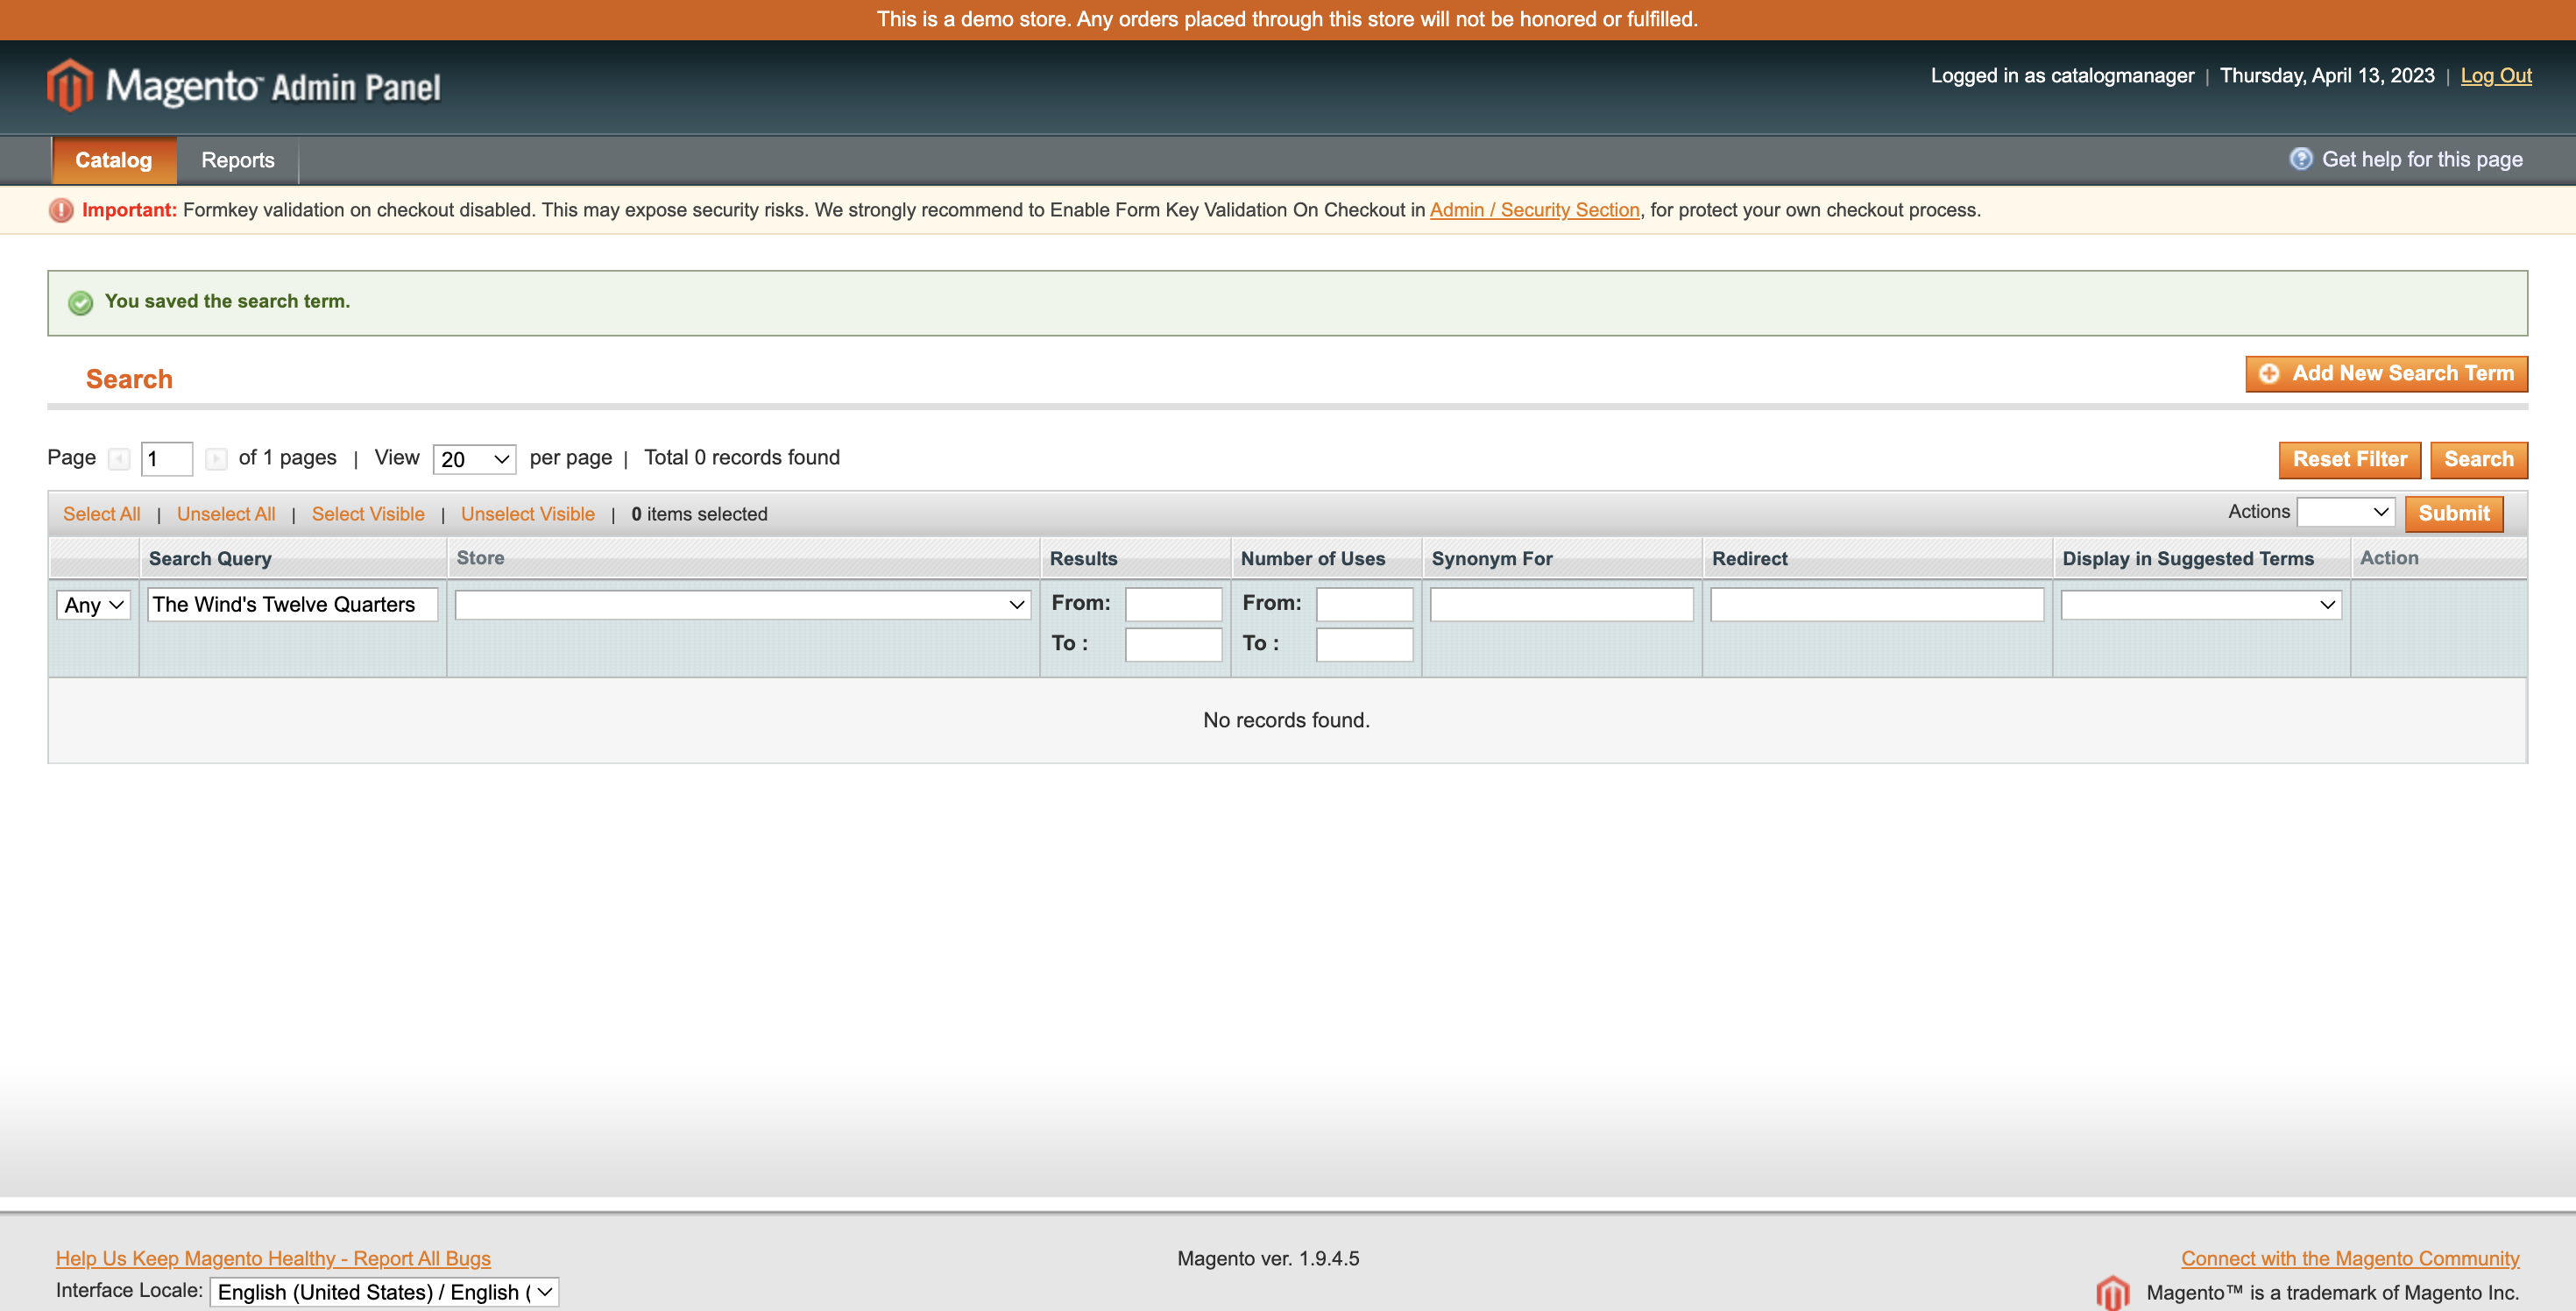 This is a demo store. Any orders placed through this store will not be honored or fulfilled.
Magento™ Admin Panel
Logged in as catalogmanager | Thursday, April 13, 2023 | Log Out
Catalog Reports Get help for this page
Important: Formkey validation on checkout disabled. This may expose security risks. We strongly recommend to Enable Form Key Validation On Checkout in Admin / Security Section, for protect your own checkout process.
You saved the search term.
Search Add New Search Term
Page 1 of 1 pages | View 20 per page | Total 0 records found Reset Filter Search
Select All | Unselect All | Select Visible | Unselect Visible | 0 items selected Actions Submit
Search Query Store Results Number of Uses Synonym For Redirect Display in Suggested Terms Action
Any The Wind's Twelve Quarters From: From:
To : To :
No records found.
Help Us Keep Magento Healthy - Report All Bugs Magento ver. 1.9.4.5 Connect with the Magento Community
Interface Locale: English (United States) / English ( Magento™ is a trademark of Magento Inc.